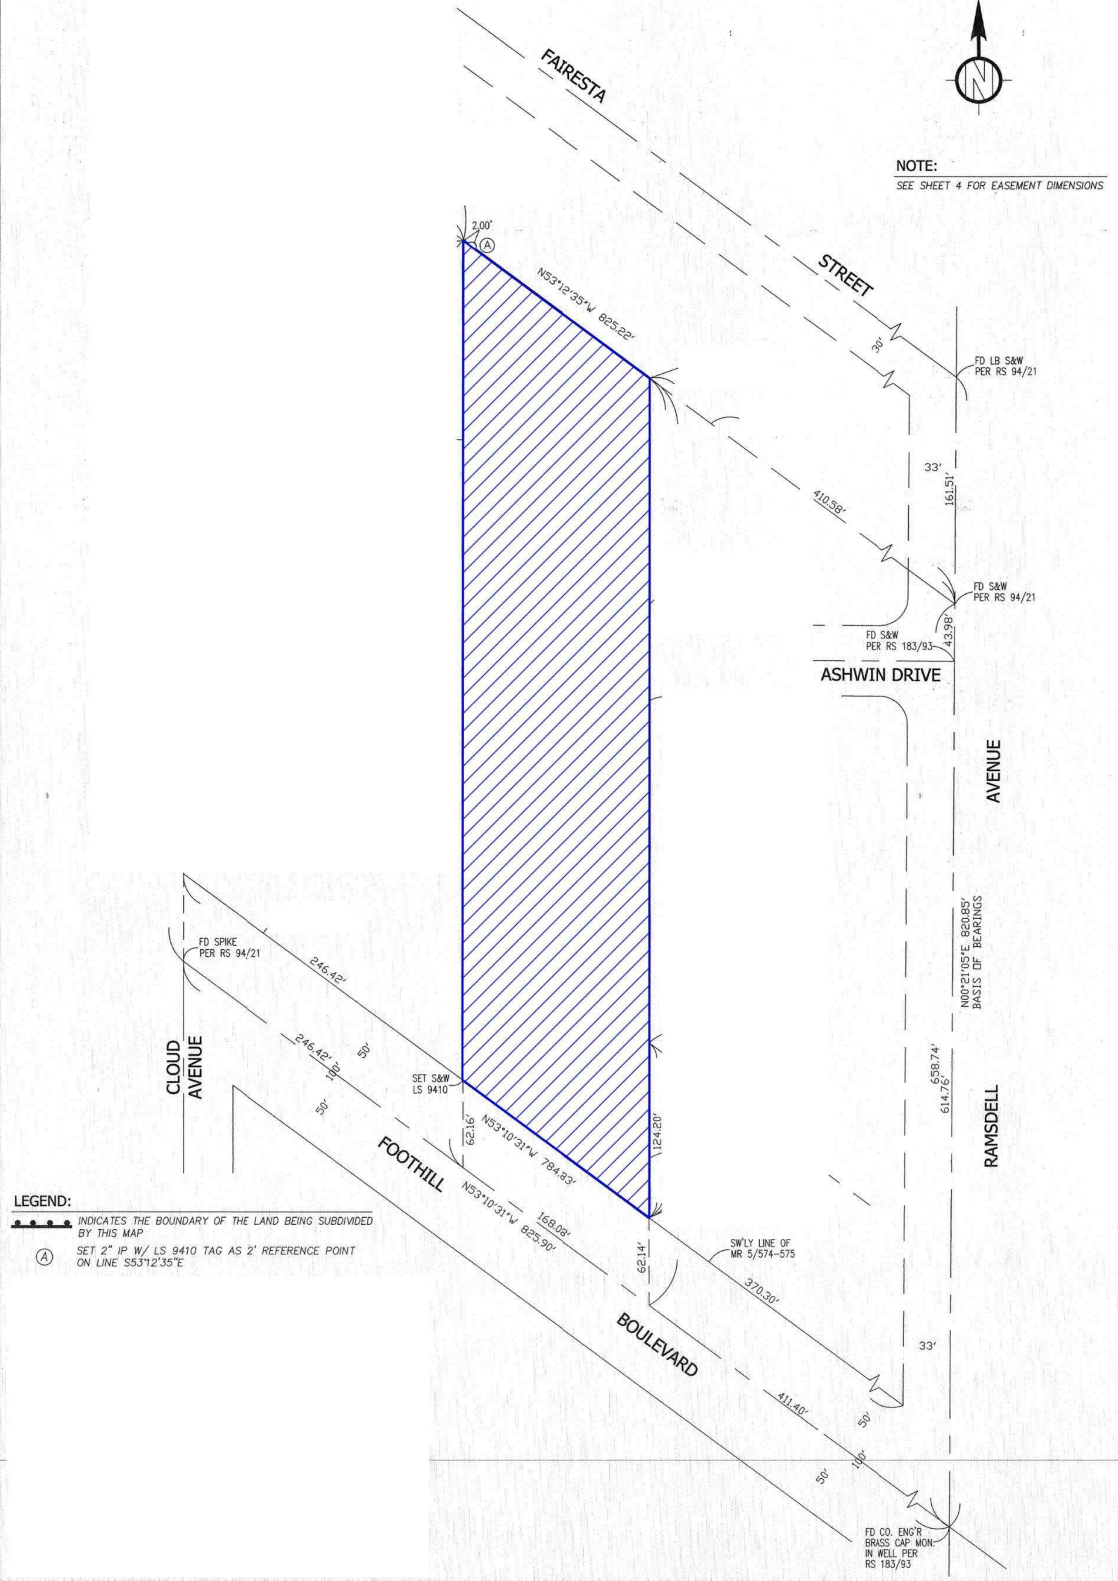 FAIRESTA
N
NOTE:
SEE SHEET 4 FOR EASEMENT DIMENSIONS
2.00'
A
N53°12'35"W 825.22'
STREET
30'
FD LB S&W
PER RS 94/21
33'
161.51'
410.58'
FD S&W
PER RS 94/21
43.98'
FD S&W
PER RS 183/93
ASHWIN DRIVE
AVENUE
N00°21'05"E 820.85'
BASIS OF BEARINGS
FD SPIKE
PER RS 94/21
246.42'
246.42'
50'
100'
50'
CLOUD
AVENUE
SET S&W
LS 9410
658.74'
614.76'
RAMSDELL
62.16'
N53°10'31"W 784.83'
124.20'
FOOTHILL
N53°10'31"W 825.90'
168.08'
LEGEND:
INDICATES THE BOUNDARY OF THE LAND BEING SUBDIVIDED
BY THIS MAP
A
SET 2" IP W/ LS 9410 TAG AS 2' REFERENCE POINT
ON LINE S53°12'35"E
62.14'
SW'LY LINE OF
MR 5/574-575
370.30'
BOULEVARD
33'
411.40'
50'
100'
50'
FD CO. ENG'R
BRASS CAP MON.
IN WELL PER
RS 183/93